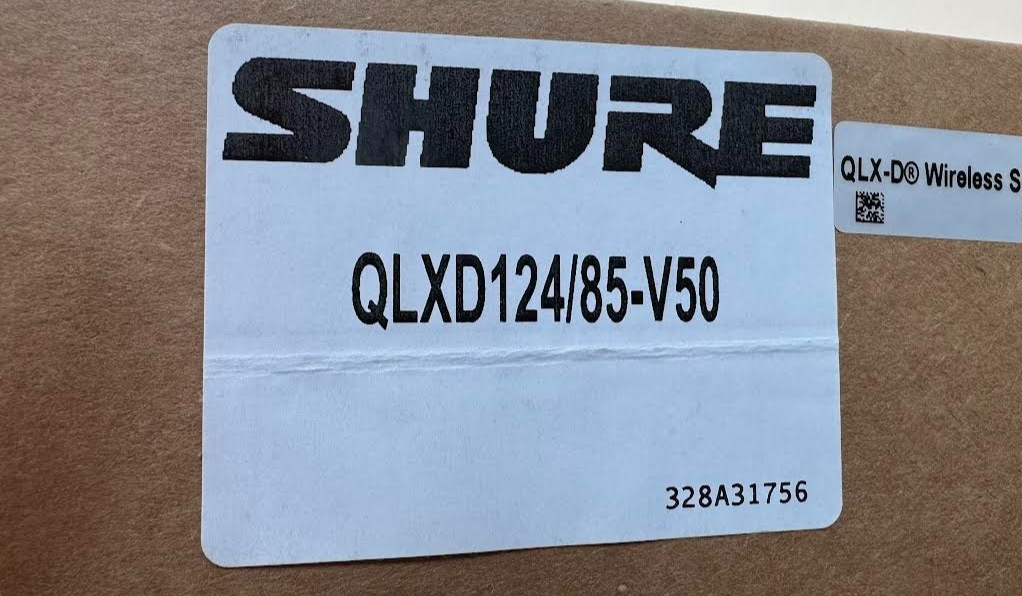 SHURE
QLX-D® Wireless S
QLXD124/85-V50
328A31756